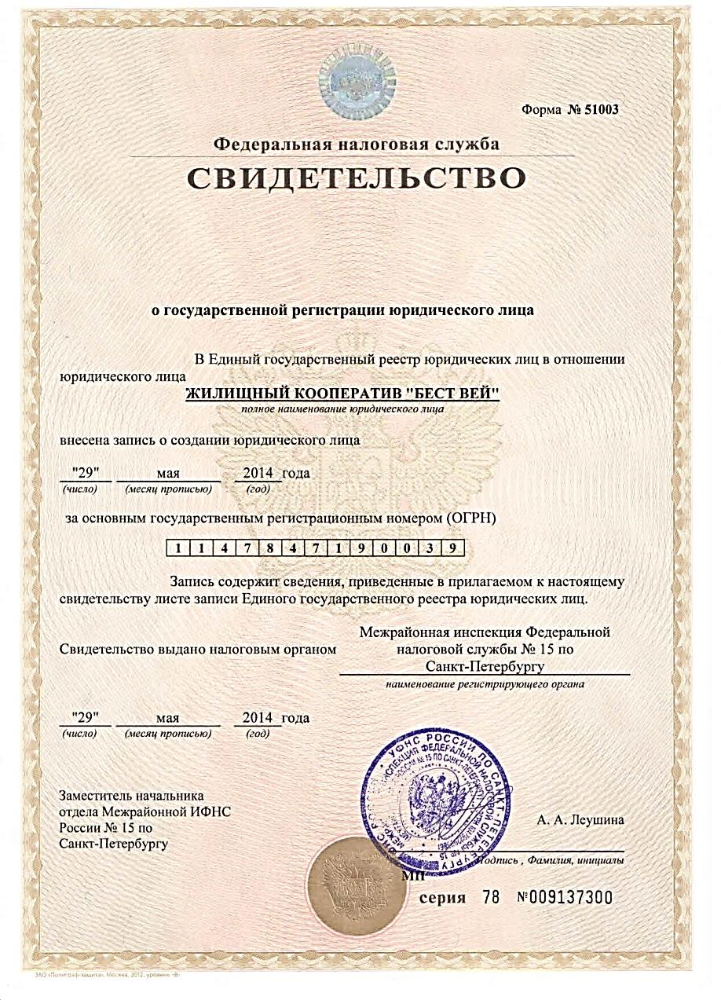 Форма № 51003
Федеральная налоговая служба
СВИДЕТЕЛЬСТВО
о государственной регистрации юридического лица
В Единый государственный реестр юридических лиц в отношении
юридического лица
ЖИЛИЩНЫЙ КООПЕРАТИВ "БЕСТ ВЕЙ"
полное наименование юридического лица
внесена запись о создании юридического лица
"29" мая 2014 года
(число) (месяц прописью) (год)
за основным государственным регистрационным номером (ОГРН)
1 1 4 7 8 4 7 1 9 0 0 3 9
Запись содержит сведения, приведенные в прилагаемом к настоящему
свидетельству листе записи Единого государственного реестра юридических лиц.
Межрайонная инспекция Федеральной
Свидетельство выдано налоговым органом налоговой службы № 15 по
Санкт-Петербургу
наименование регистрирующего органа
"29" мая 2014 года
(число) (месяц прописью) (год)
УФНС РОССИИ ПО САНКТ-ПЕТЕРБУРГУ
ИНСПЕКЦИЯ ФЕДЕРАЛЬНОЙ НАЛОГОВОЙ СЛУЖБЫ № 15
РОССИИ № 15 ПО САНКТ-ПЕТЕРБУРГУ
Заместитель начальника
отдела Межрайонной ИФНС
России № 15 по
Санкт-Петербургу
А. А. Леушина
Подпись , Фамилия, инициалы
МП
серия 78 №009137300
ЗАО «Полиграф-защита», Москва, 2012, уровень «В»